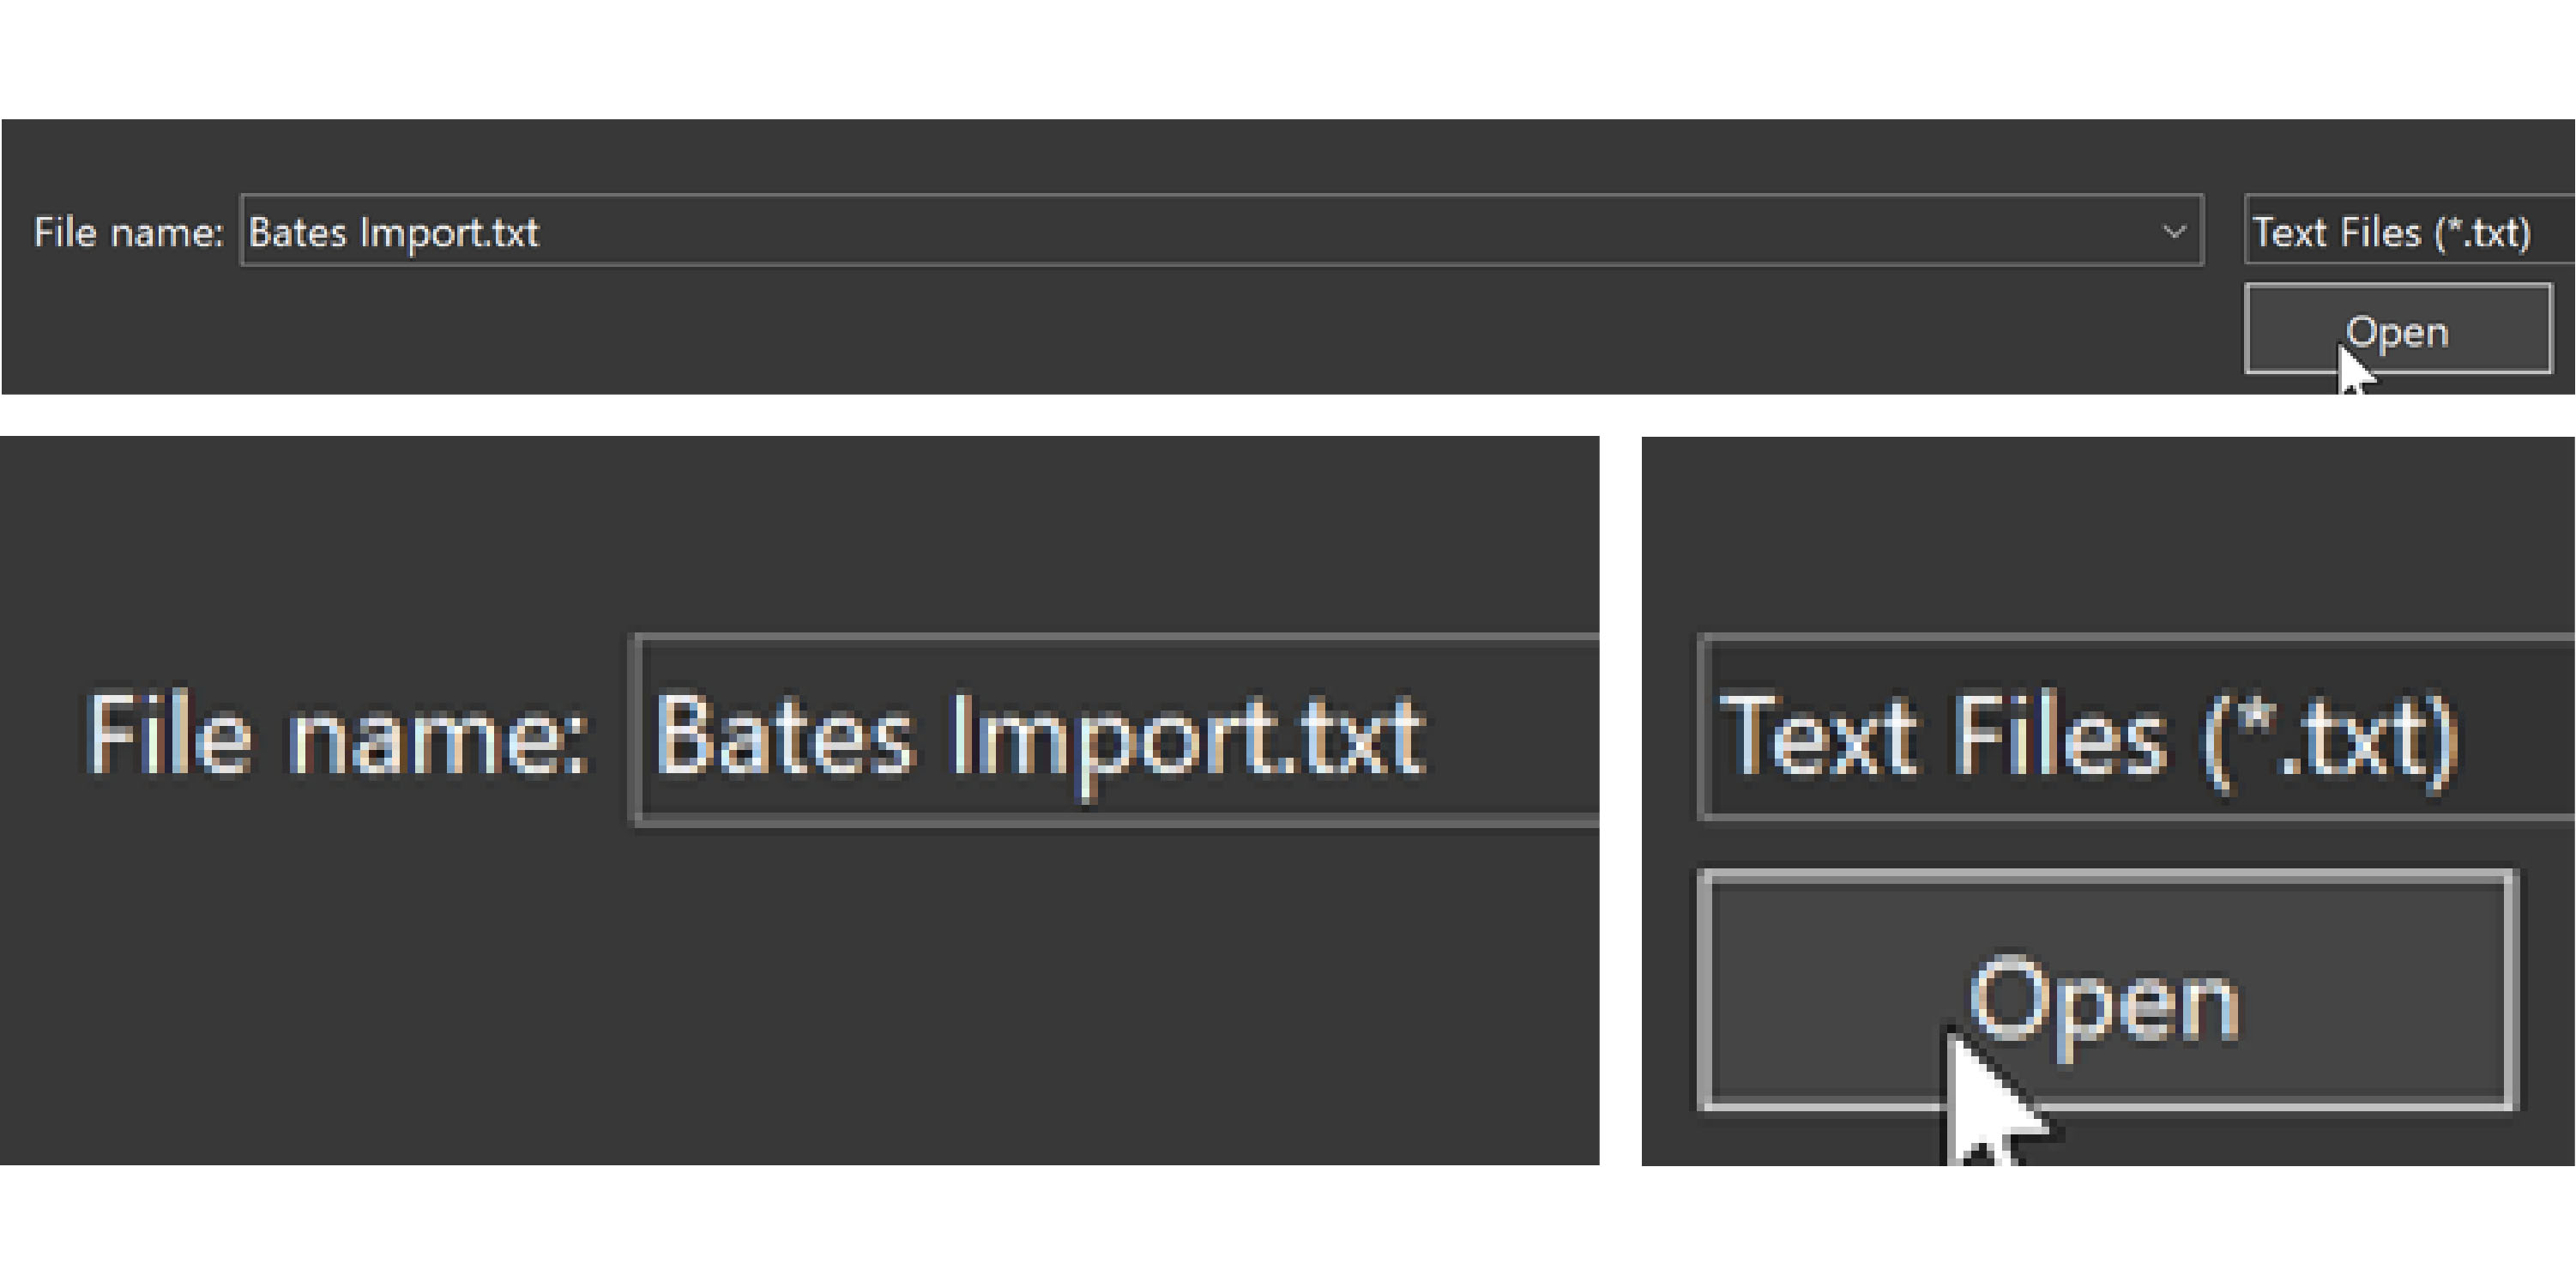 File name: Bates Import.txt Text Files (*.txt)
Open
File name: Bates Import.txt
Text Files (*.txt)
Open